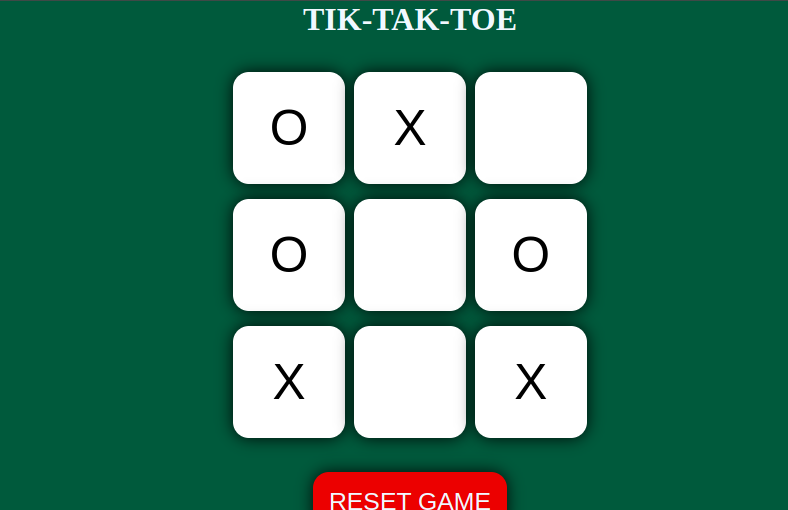 TIK-TAK-TOE
O X
O O
X X
RESET GAME